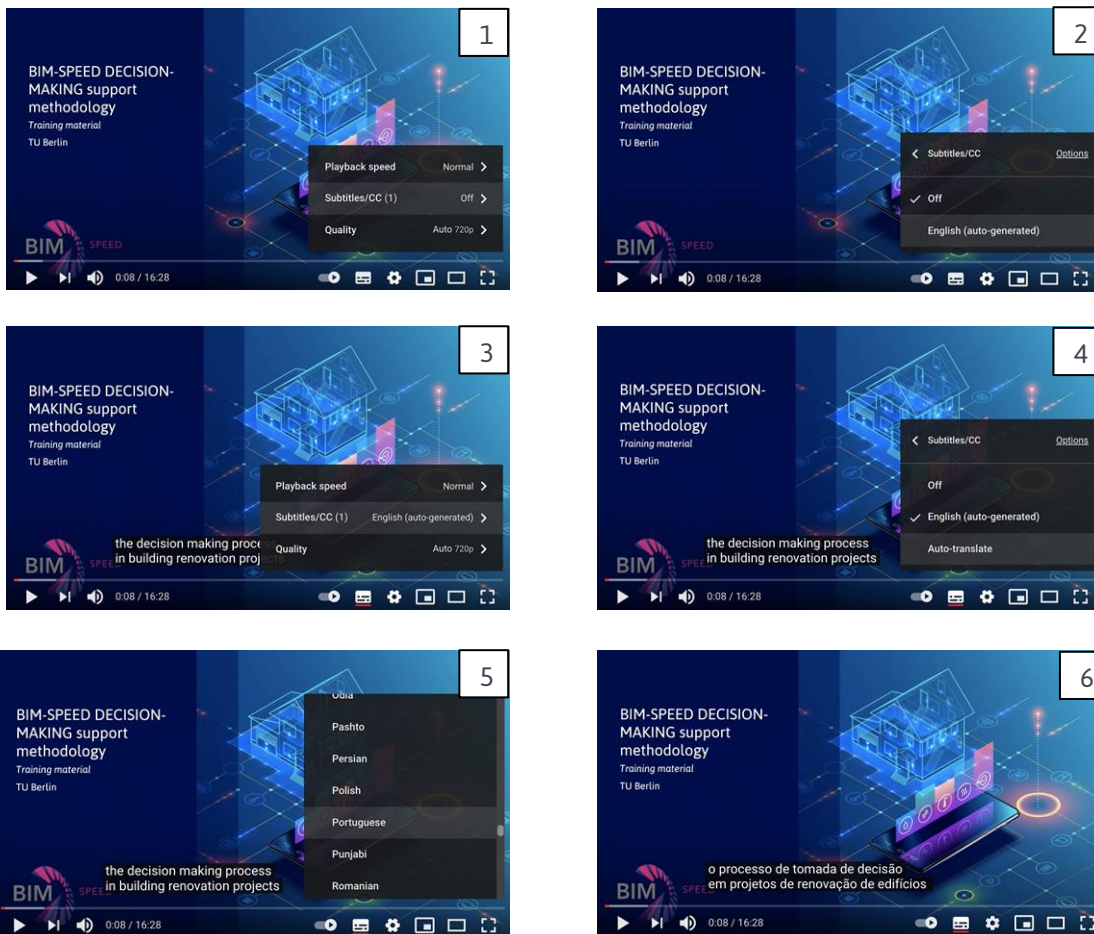 1
BIM-SPEED DECISION-
MAKING support
methodology
Training material
TU Berlin
Playback speed Normal
Subtitles/CC (1) Off
Quality Auto 720p
BIM SPEED
0:08 / 16:28
2
BIM-SPEED DECISION-
MAKING support
methodology
Training material
TU Berlin
Subtitles/CC Options
Off
English (auto-generated)
BIM SPEED
0:08 / 16:28
3
BIM-SPEED DECISION-
MAKING support
methodology
Training material
TU Berlin
Playback speed Normal
Subtitles/CC (1) English (auto-generated)
Quality Auto 720p
the decision making process
in building renovation projects
BIM SPEED
0:08 / 16:28
4
BIM-SPEED DECISION-
MAKING support
methodology
Training material
TU Berlin
Subtitles/CC Options
Off
English (auto-generated)
Auto-translate
the decision making process
in building renovation projects
BIM SPEED
0:08 / 16:28
5
BIM-SPEED DECISION-
MAKING support
methodology
Training material
TU Berlin
Odia
Pashto
Persian
Polish
Portuguese
Punjabi
Romanian
the decision making process
in building renovation projects
BIM SPEED
0:08 / 16:28
6
BIM-SPEED DECISION-
MAKING support
methodology
Training material
TU Berlin
o processo de tomada de decisão
em projetos de renovação de edifícios
BIM SPEED
0:08 / 16:28